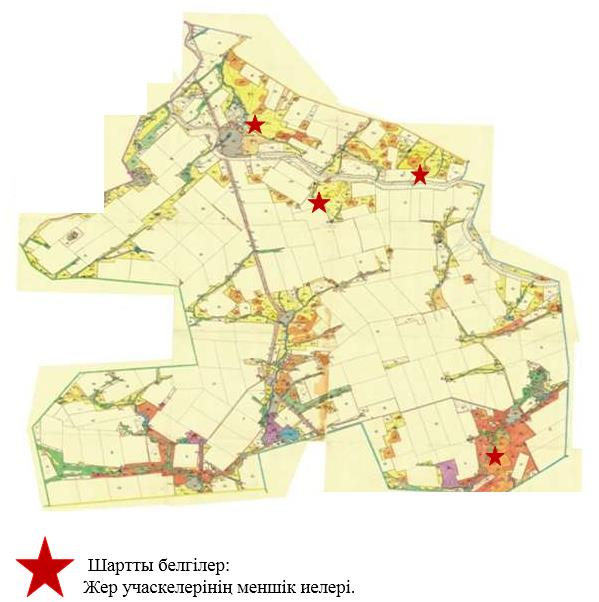 Шартты белгілер:
Жер учаскелерінің меншік иелері.